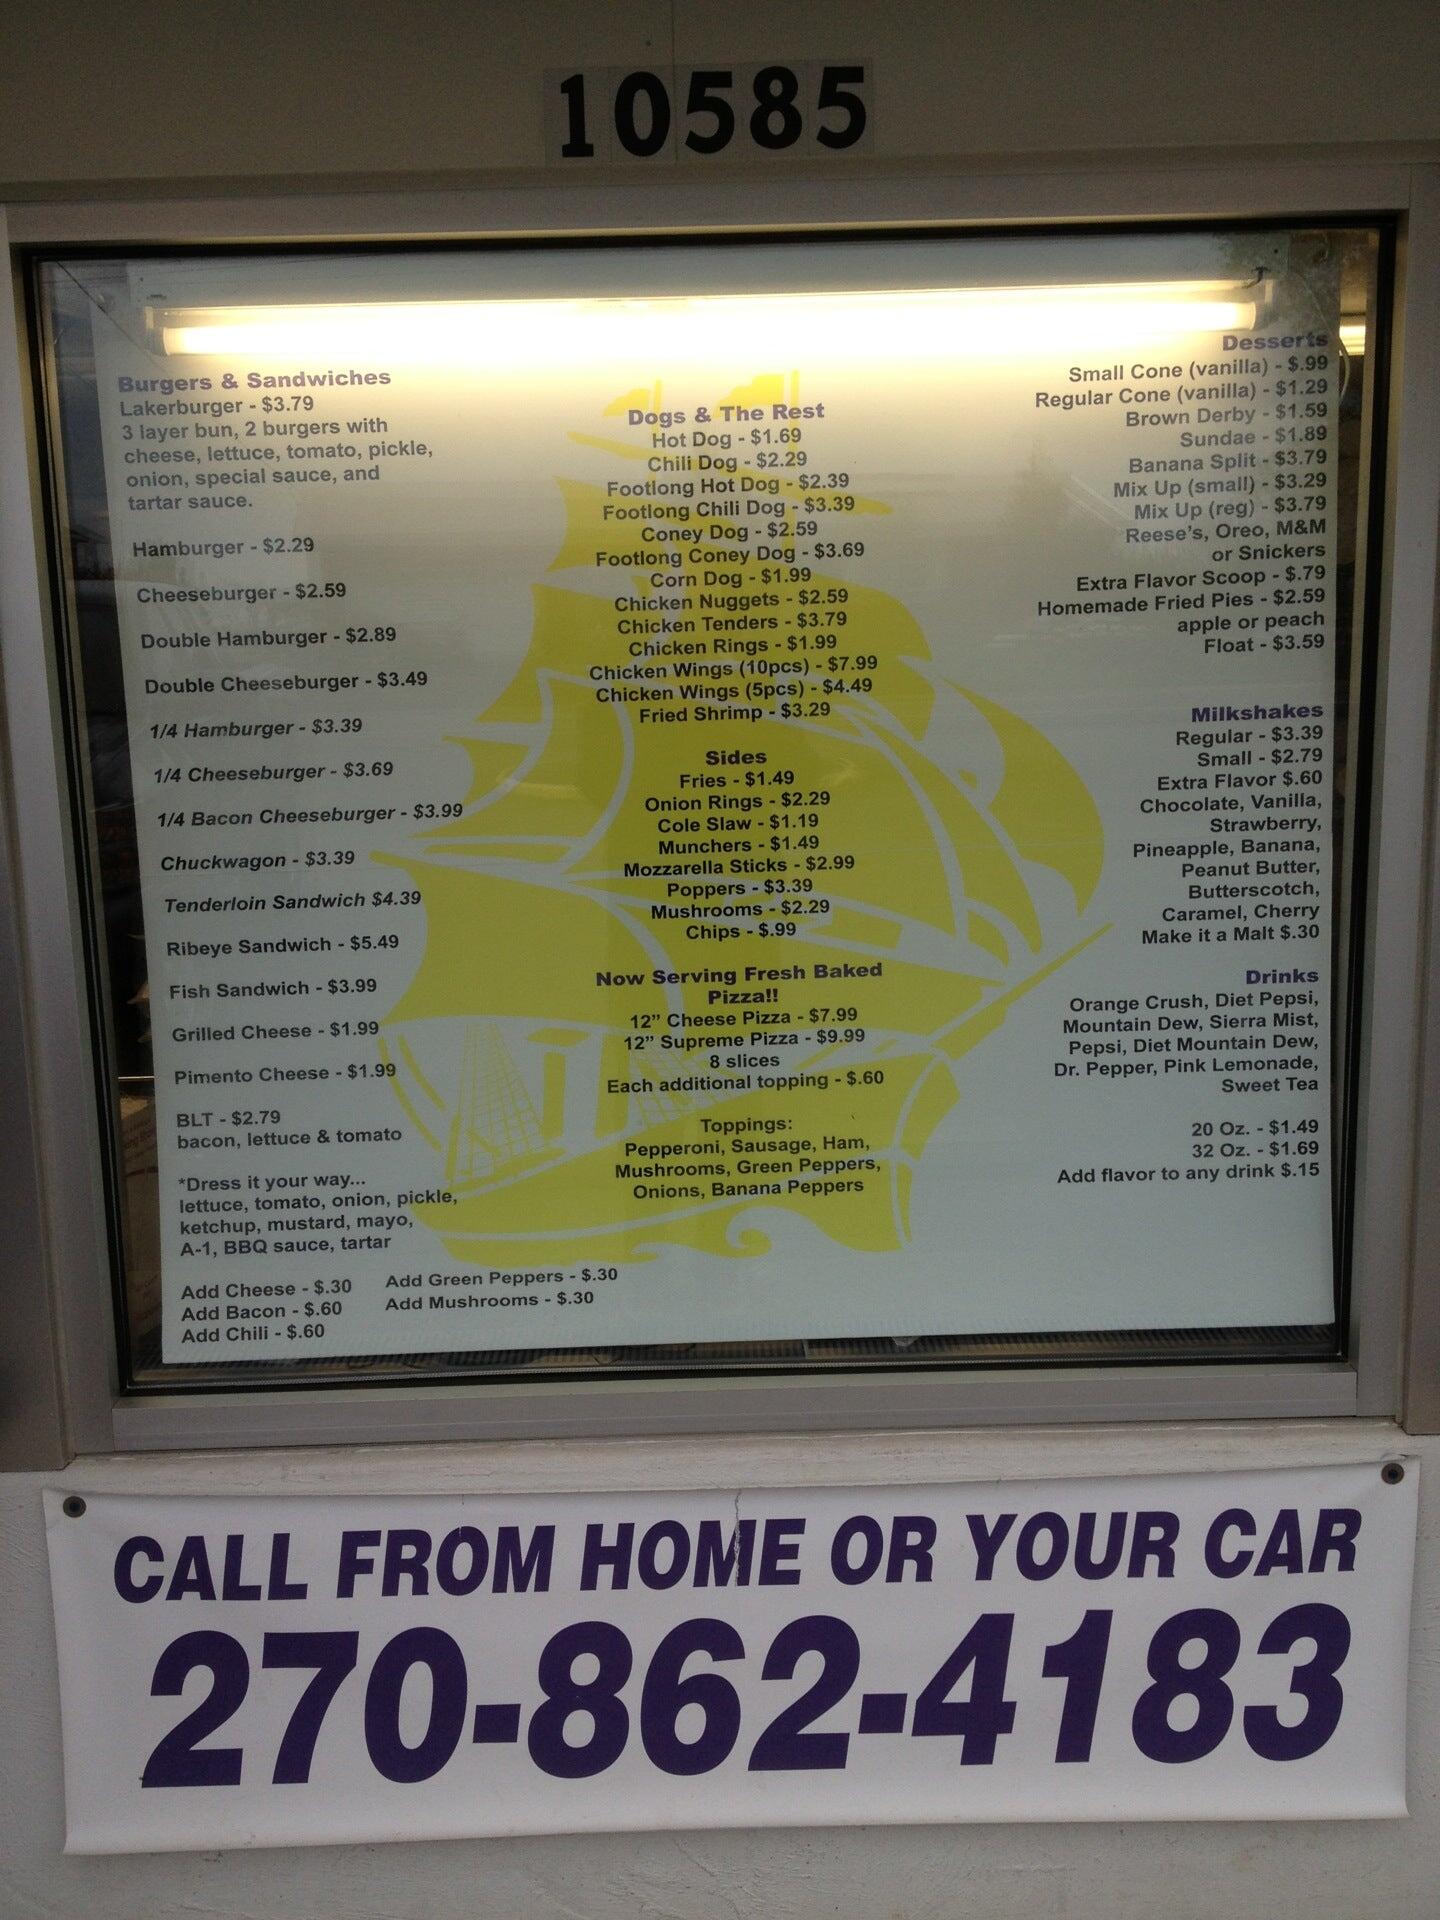 10585
Burgers & Sandwiches
Lakerburger - $3.79
3 layer bun, 2 burgers with
cheese, lettuce, tomato, pickle,
onion, special sauce, and
tartar sauce.
Hamburger - $2.29
Cheeseburger - $2.59
Double Hamburger - $2.89
Double Cheeseburger - $3.49
1/4 Hamburger - $3.39
1/4 Cheeseburger - $3.69
1/4 Bacon Cheeseburger - $3.99
Chuckwagon - $3.39
Tenderloin Sandwich $4.39
Ribeye Sandwich - $5.49
Fish Sandwich - $3.99
Grilled Cheese - $1.99
Pimento Cheese - $1.99
BLT - $2.79
bacon, lettuce & tomato
*Dress it your way...
lettuce, tomato, onion, pickle,
ketchup, mustard, mayo,
A-1, BBQ sauce, tartar
Add Cheese - $.30
Add Bacon - $.60
Add Chili - $.60
Add Green Peppers - $.30
Add Mushrooms - $.30
Dogs & The Rest
Hot Dog - $1.69
Chili Dog - $2.29
Footlong Hot Dog - $2.39
Footlong Chili Dog - $3.39
Coney Dog - $2.59
Footlong Coney Dog - $3.69
Corn Dog - $1.99
Chicken Nuggets - $2.59
Chicken Tenders - $3.79
Chicken Rings - $1.99
Chicken Wings (10pcs) - $7.99
Chicken Wings (5pcs) - $4.49
Fried Shrimp - $3.29
Sides
Fries - $1.49
Onion Rings - $2.29
Cole Slaw - $1.19
Munchers - $1.49
Mozzarella Sticks - $2.99
Poppers - $3.39
Mushrooms - $2.29
Chips - $.99
Now Serving Fresh Baked
Pizza!!
12” Cheese Pizza - $7.99
12” Supreme Pizza - $9.99
8 slices
Each additional topping - $.60
Toppings:
Pepperoni, Sausage, Ham,
Mushrooms, Green Peppers,
Onions, Banana Peppers
Desserts
Small Cone (vanilla) - $.99
Regular Cone (vanilla) - $1.29
Brown Derby - $1.59
Sundae - $1.89
Banana Split - $3.79
Mix Up (small) - $3.29
Mix Up (reg) - $3.79
Reese's, Oreo, M&M
or Snickers
Extra Flavor Scoop - $.79
Homemade Fried Pies - $2.59
apple or peach
Float - $3.59
Milkshakes
Regular - $3.39
Small - $2.79
Extra Flavor $.60
Chocolate, Vanilla,
Strawberry,
Pineapple, Banana,
Peanut Butter,
Butterscotch,
Caramel, Cherry
Make it a Malt $.30
Drinks
Orange Crush, Diet Pepsi,
Mountain Dew, Sierra Mist,
Pepsi, Diet Mountain Dew,
Dr. Pepper, Pink Lemonade,
Sweet Tea
20 Oz. - $1.49
32 Oz. - $1.69
Add flavor to any drink $.15
CALL FROM HOME OR YOUR CAR
270-862-4183